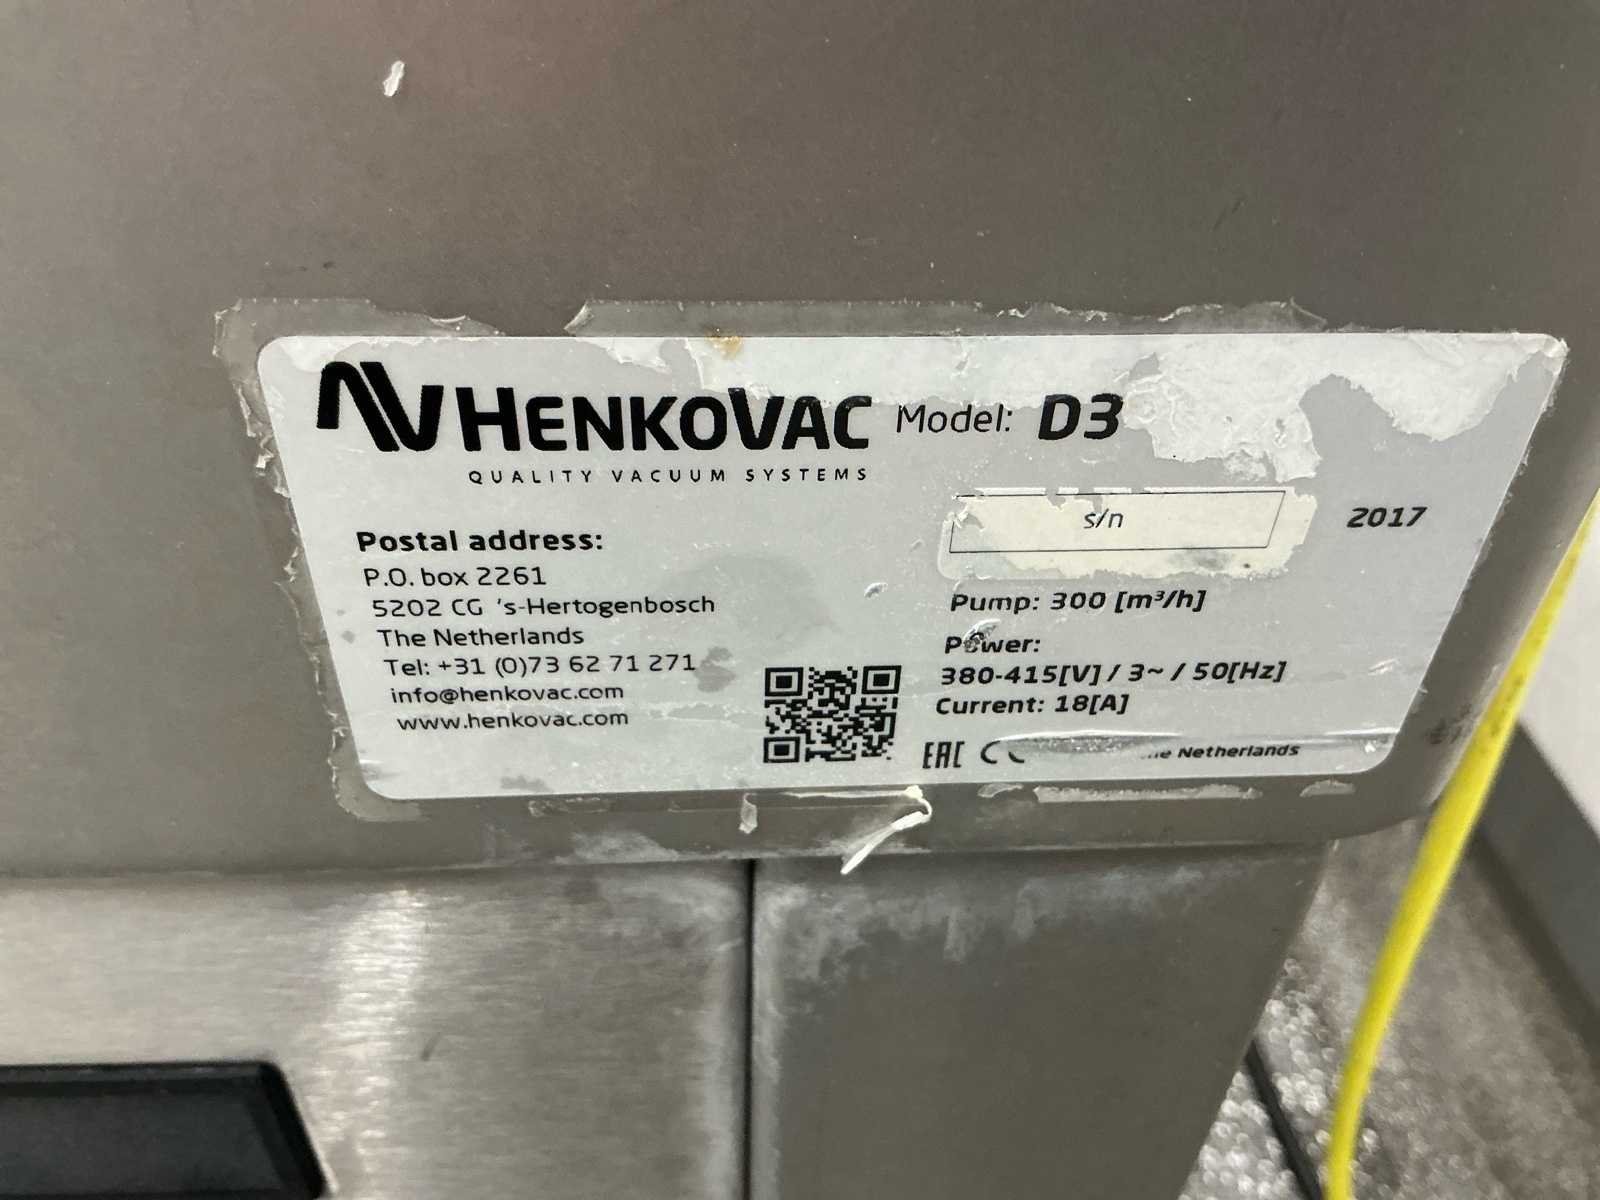 HENKOVAC
QUALITY VACUUM SYSTEMS
Model: D3
s/n
2017
Postal address:
P.O. box 2261
5202 CG 's-Hertogenbosch
The Netherlands
Tel: +31 (0)73 62 71 271
info@henkovac.com
www.henkovac.com
Pump: 300 [m³/h]
Power:
380-415[V] / 3~ / 50[Hz]
Current: 18[A]
EAC Netherlands